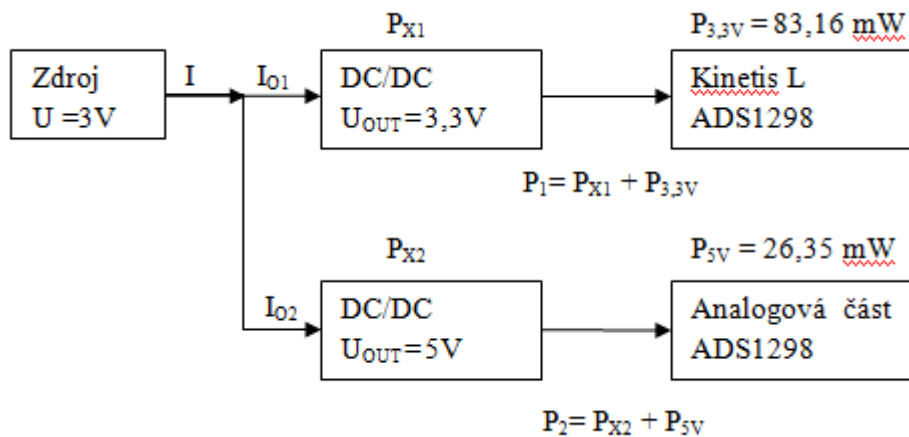 P_X1
P_3,3V = 83,16 mW
Zdroj
U =3V
I
I_O1
DC/DC
U_OUT=3,3V
Kinetis L
ADS1298
P_1= P_X1 + P_3,3V
P_X2
P_5V = 26,35 mW
I_O2
DC/DC
U_OUT=5V
Analogová část
ADS1298
P_2= P_X2 + P_5V